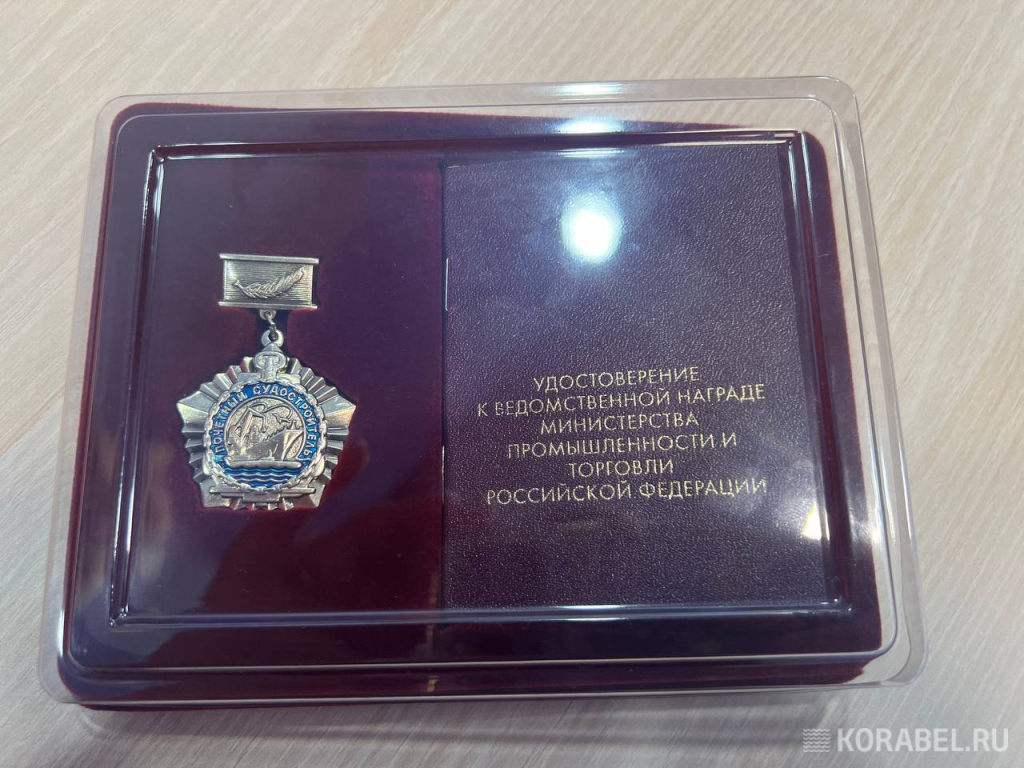 ПОЧЕТНЫЙ СУДОСТРОИТЕЛЬ
УДОСТОВЕРЕНИЕ
К ВЕДОМСТВЕННОЙ НАГРАДЕ
МИНИСТЕРСТВА
ПРОМЫШЛЕННОСТИ И
ТОРГОВЛИ
РОССИЙСКОЙ ФЕДЕРАЦИИ
KORABEL.RU